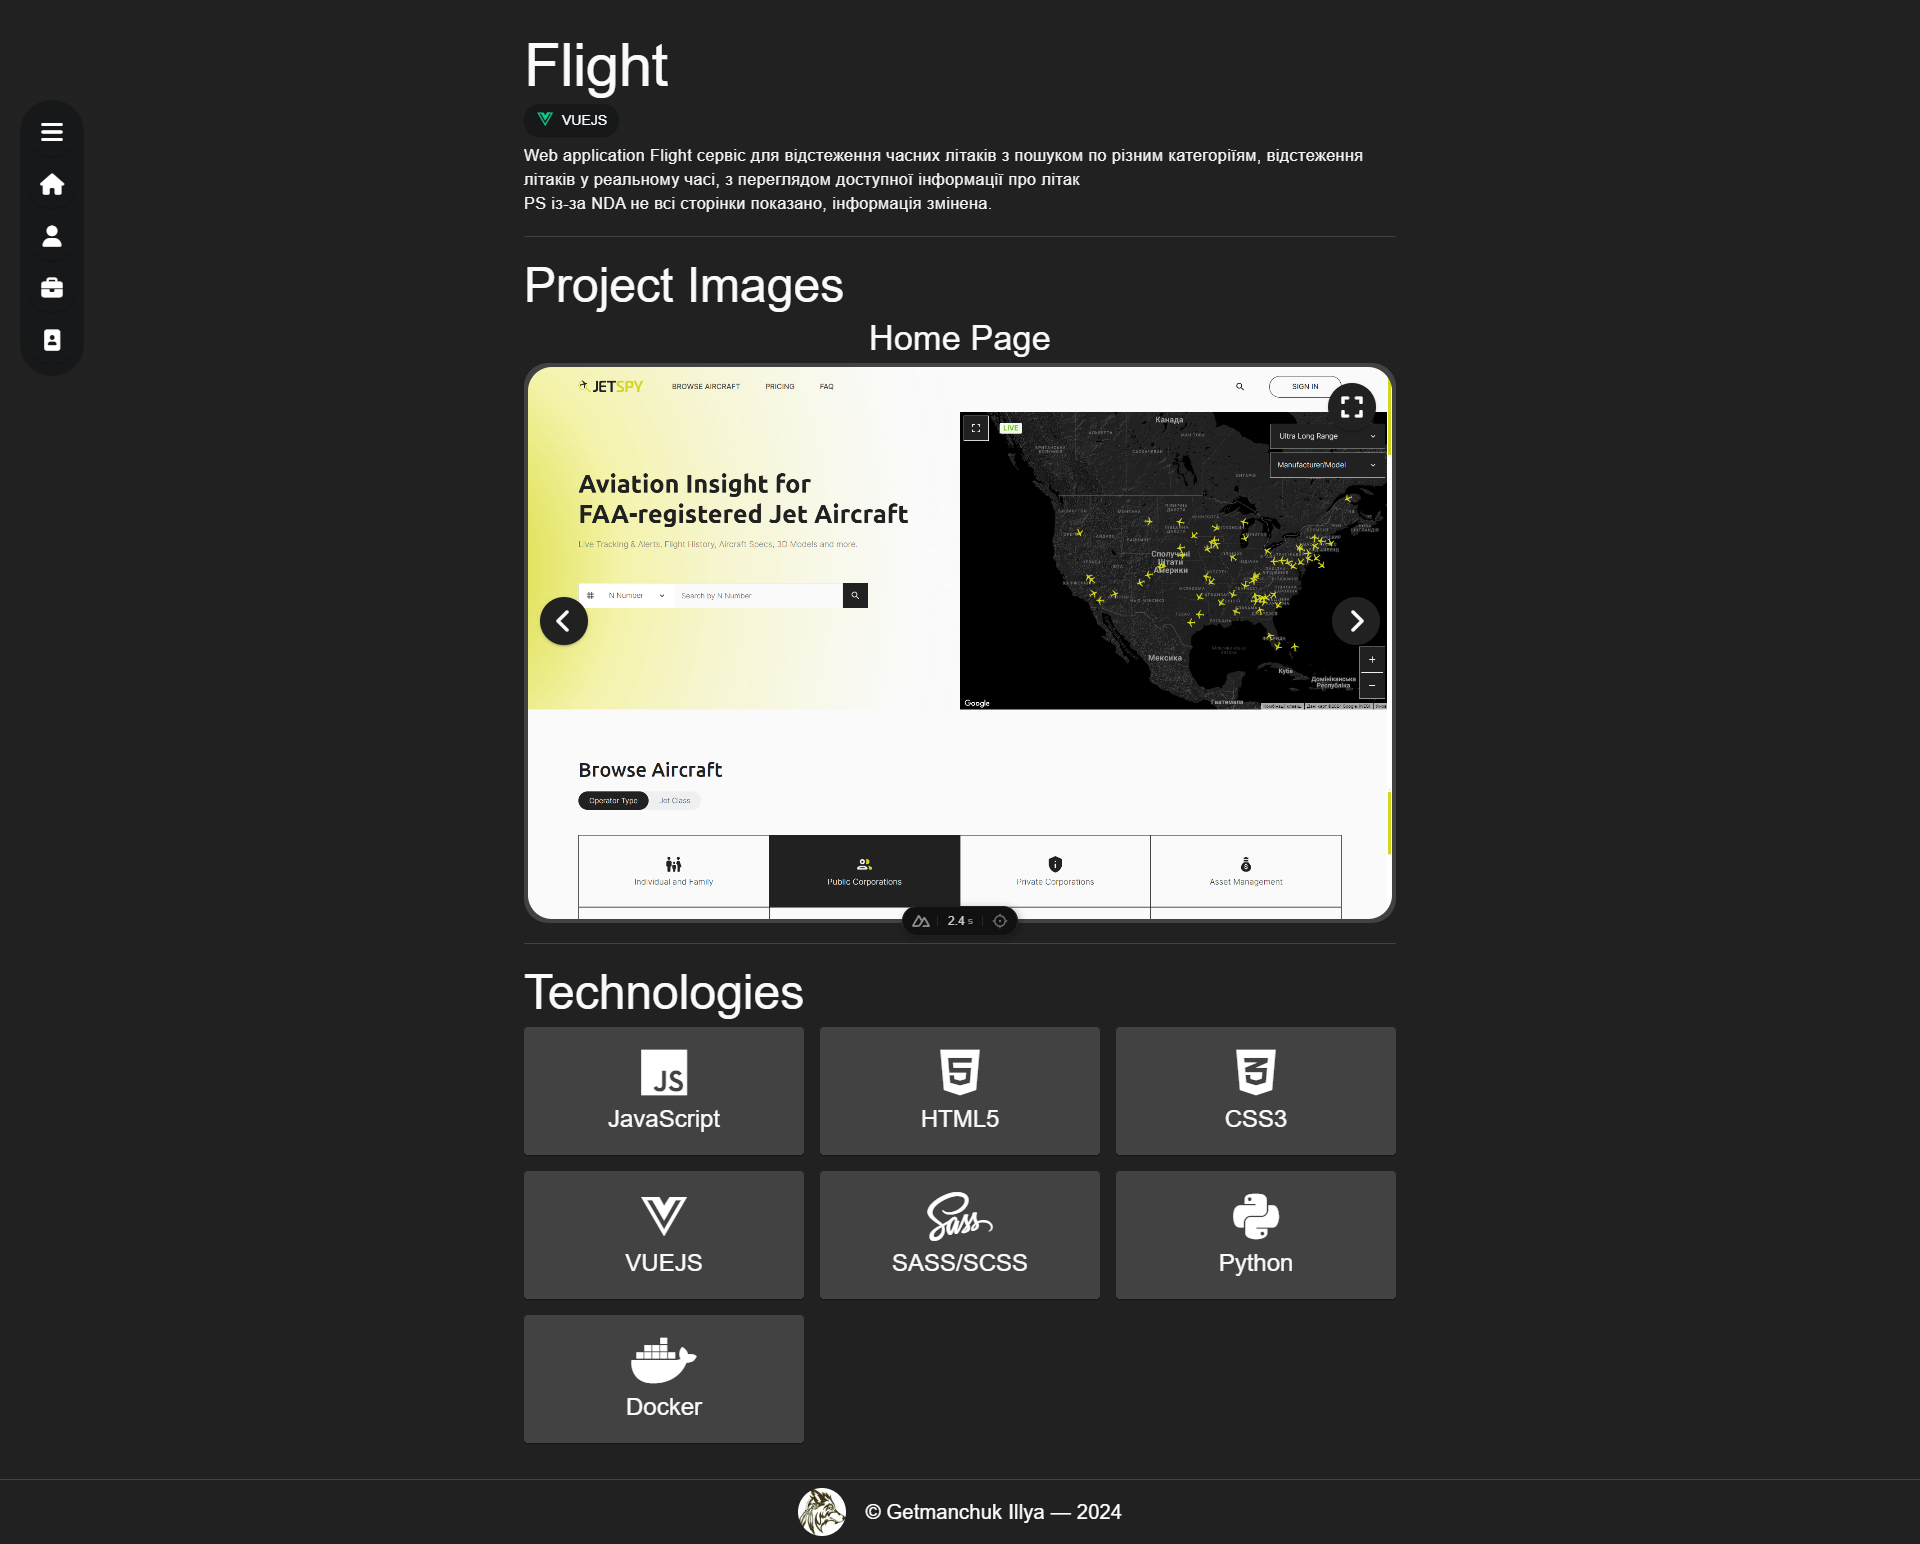 Flight
VUEJS
Web application Flight сервіс для відстеження часних літаків з пошуком по різним категоріїям, відстеження
літаків у реальному часі, з переглядом доступної інформації про літак
PS із-за NDA не всі сторінки показано, інформація змінена.
Project Images
Home Page
JETSPY
BROWSE AIRCRAFT
PRICING
FAQ
SIGN IN
LIVE
Канада
Ultra Long Range
Manufacturer/Model
Aviation Insight for
FAA-registered Jet Aircraft
Live Tracking & Alerts, Flight History, Aircraft Specs, 3D Models and more.
N Number
Search by N Number
Сполучені
Штати
Америки
Мексика
Куба
Домініканська
Республіка
Гватемала
Google
Browse Aircraft
Operator Type
Jet Class
Individual and Family
Public Corporations
Private Corporations
Asset Management
2.4 s
Technologies
JS
JavaScript
HTML5
CSS3
VUEJS
Sass
SASS/SCSS
Python
Docker
© Getmanchuk Illya — 2024